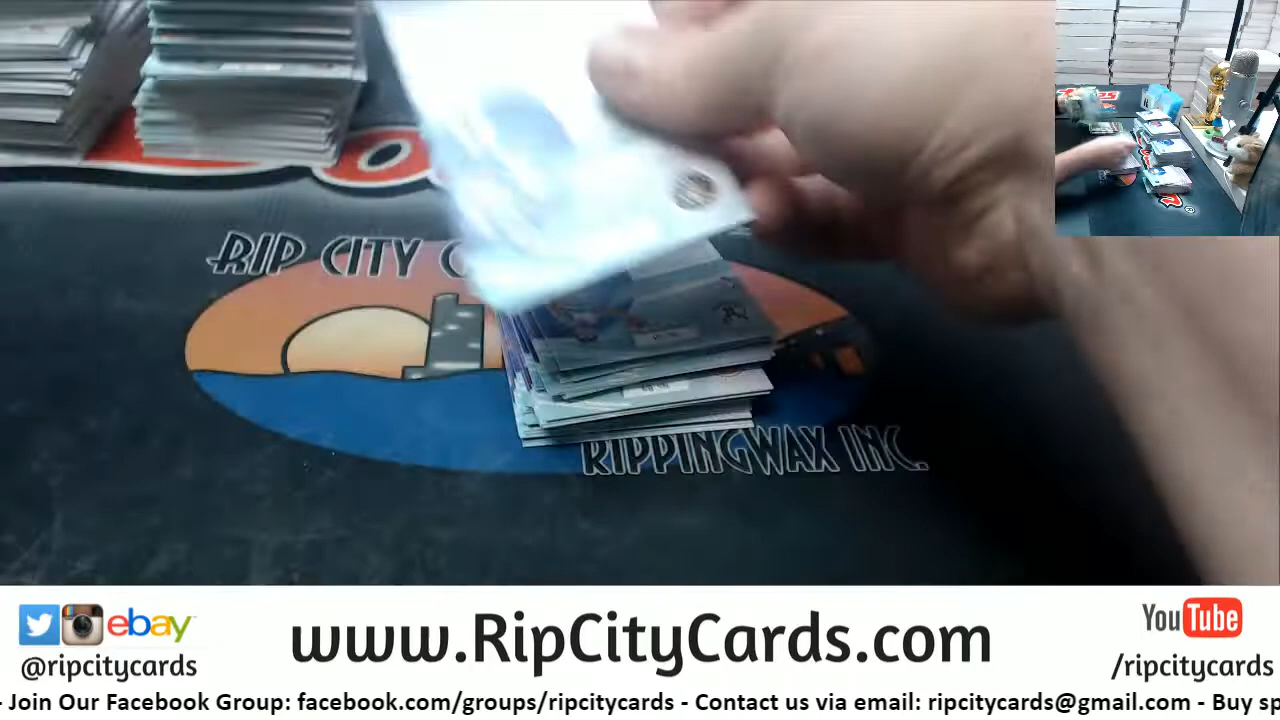 RIP CITY C
RIPPINGWAX INC.
ebay
@ripcitycards
www.RipCityCards.com
YouTube
/ripcitycards
- Join Our Facebook Group: facebook.com/groups/ripcitycards - Contact us via email: ripcitycards@gmail.com - Buy sp